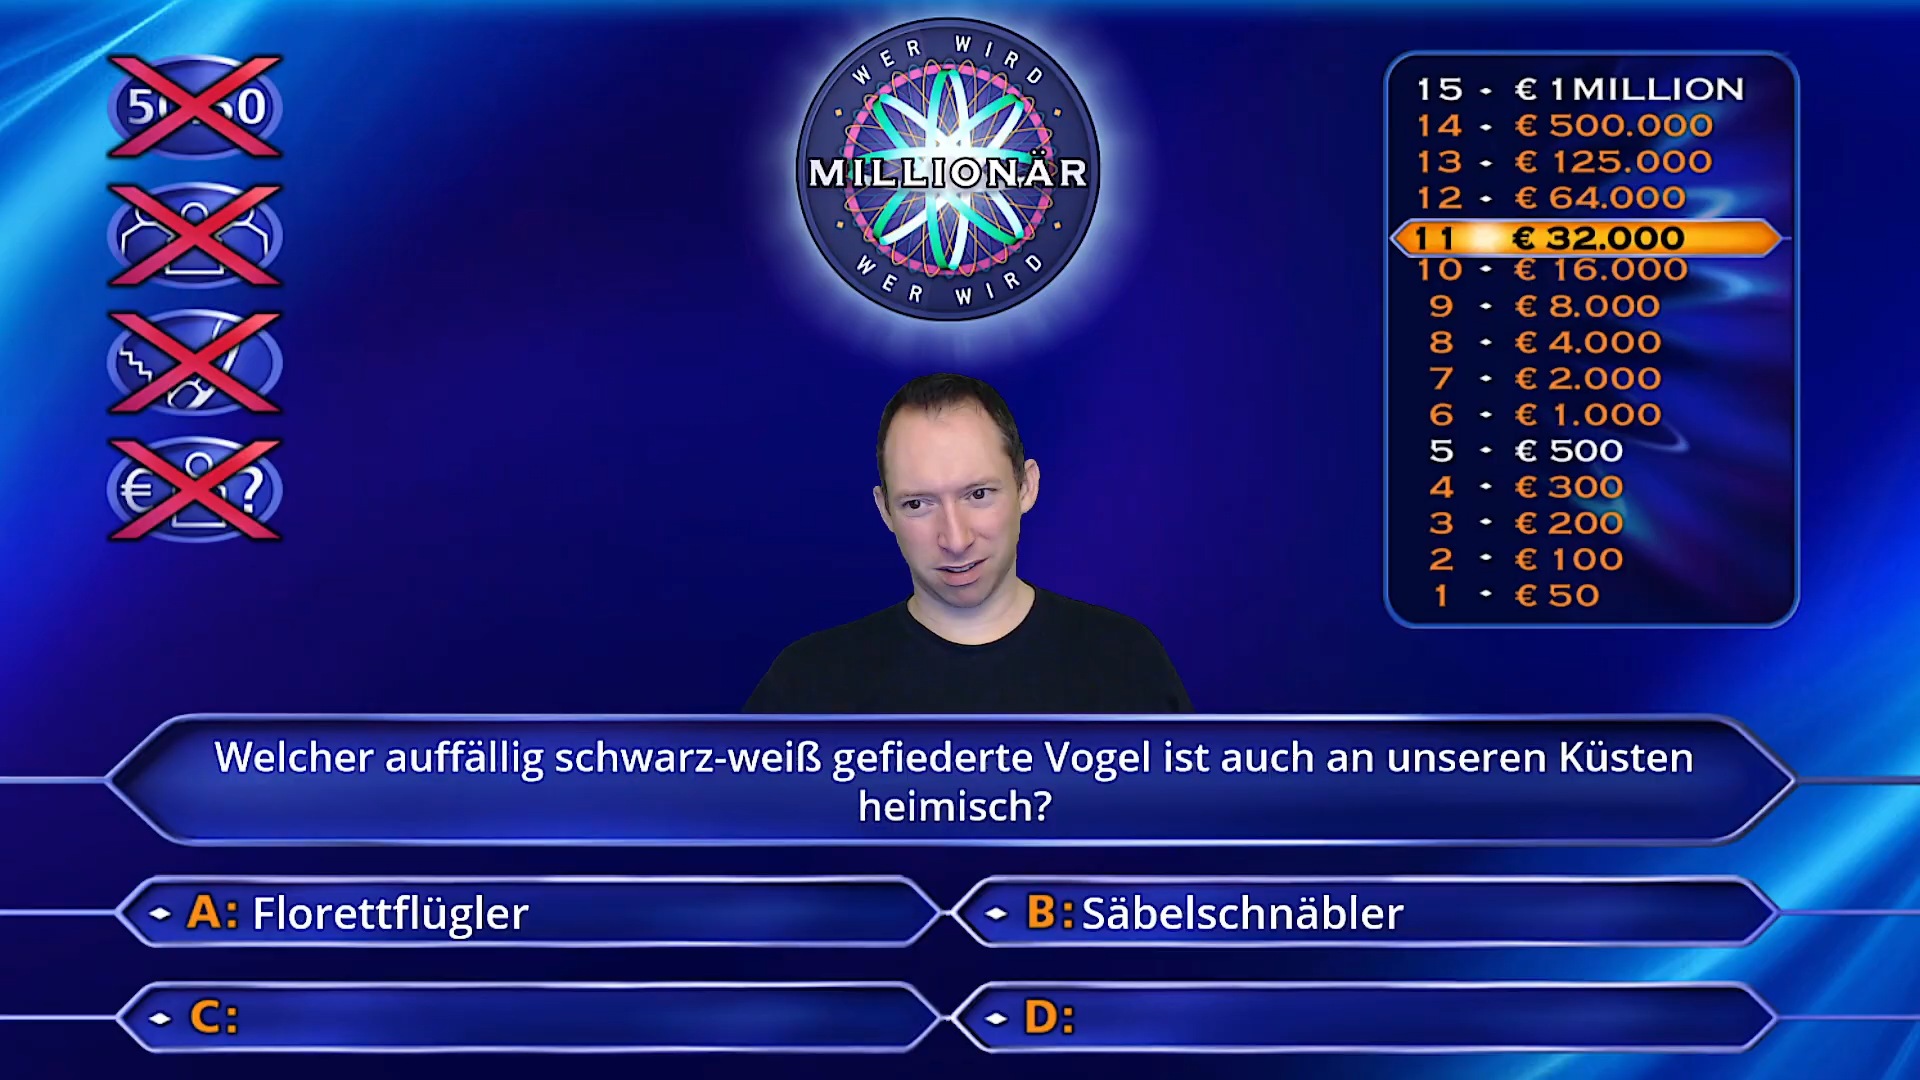 50:50
€ ?
WER WIRD
MILLIONÄR
WER WIRD
15 - € 1 MILLION
14 - € 500.000
13 - € 125.000
12 - € 64.000
11 € 32.000
10 - € 16.000
9 - € 8.000
8 - € 4.000
7 - € 2.000
6 - € 1.000
5 - € 500
4 - € 300
3 - € 200
2 - € 100
1 - € 50
Welcher auffällig schwarz-weiß gefiederte Vogel ist auch an unseren Küsten
heimisch?
A: Florettflügler
B: Säbelschnäbler
C:
D: